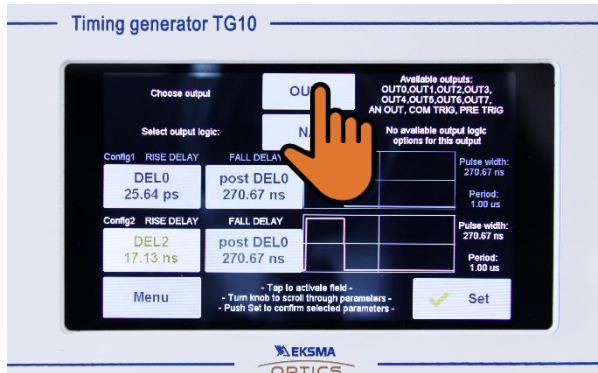 Timing generator TG10
Choose output
OU
Available outputs:
OUT0,OUT1,OUT2,OUT3,
OUT4,OUT5,OUT6,OUT7,
AN OUT, COM TRIG, PRE TRIG
Select output logic:
No available output logic
options for this output
Config1 RISE DELAY FALL DELAY
DEL0
25.64 ps
post DEL0
270.67 ns
Pulse width:
270.67 ns
Period:
1.00 us
Config2 RISE DELAY FALL DELAY
DEL2
17.13 ns
post DEL0
270.67 ns
Pulse width:
270.67 ns
Period:
1.00 us
Menu
- Tap to activate field -
- Turn knob to scroll through parameters -
- Push Set to confirm selected parameters -
Set
EKSMA
OPTICS